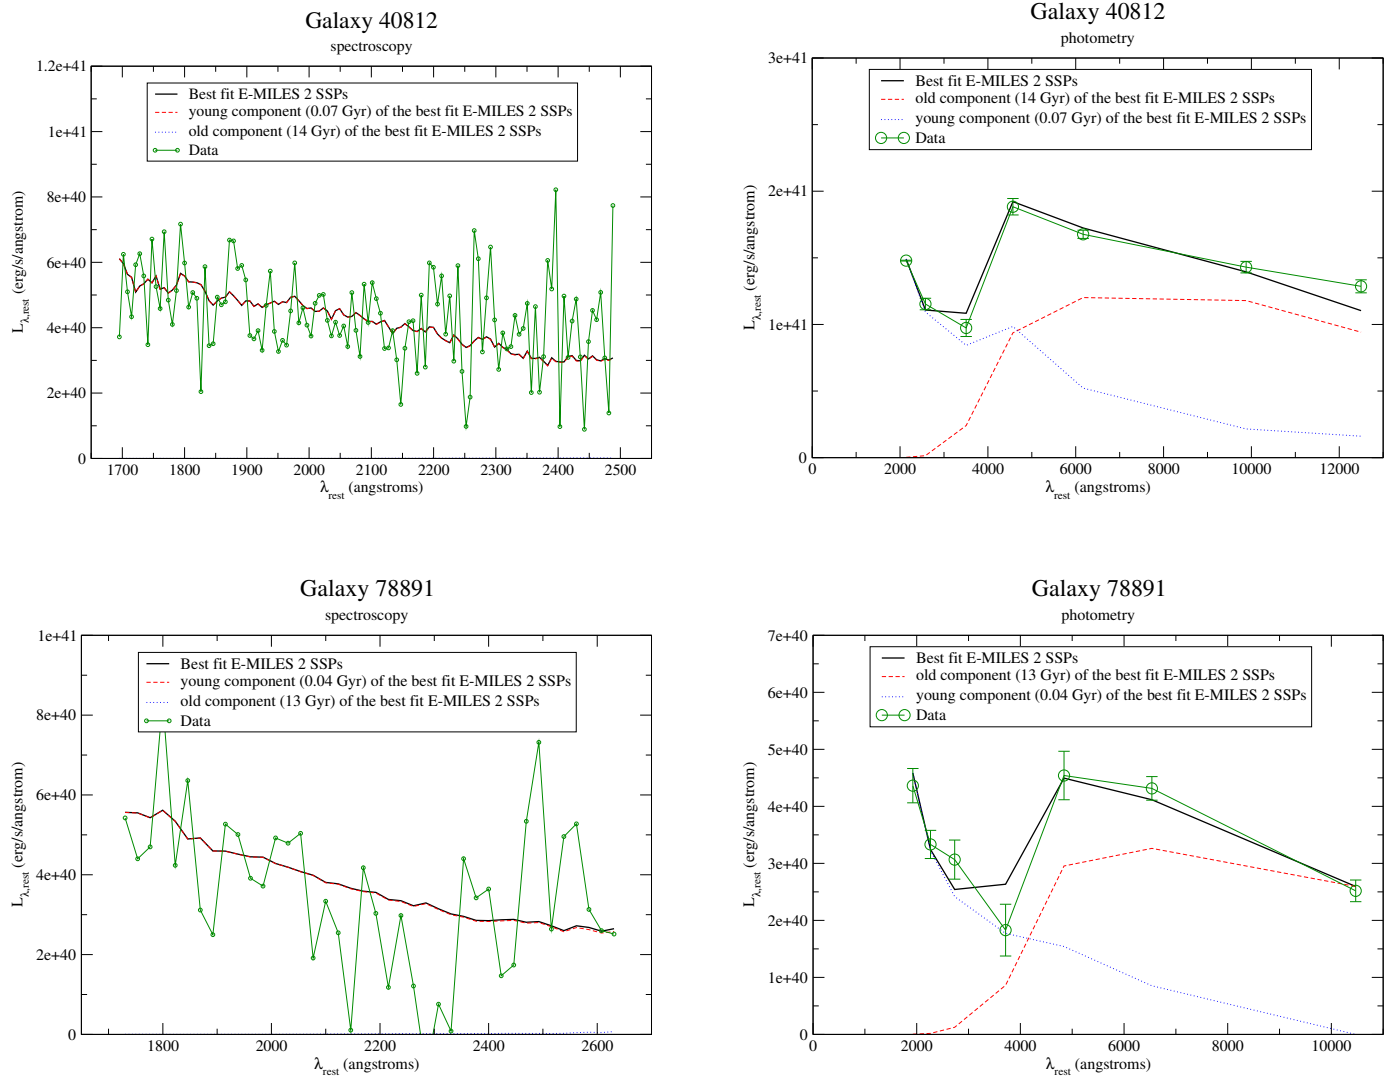 Galaxy 40812
spectroscopy
1.2e+41
1e+41
8e+40
6e+40
4e+40
2e+40
0
L_λ,rest (erg/s/angstrom)
Best fit E-MILES 2 SSPs
young component (0.07 Gyr) of the best fit E-MILES 2 SSPs
old component (14 Gyr) of the best fit E-MILES 2 SSPs
Data
1700 1800 1900 2000 2100 2200 2300 2400 2500
λ_rest (angstroms)
Galaxy 40812
photometry
3e+41
2e+41
1e+41
0
L_λ,rest (erg/s/angstrom)
Best fit E-MILES 2 SSPs
old component (14 Gyr) of the best fit E-MILES 2 SSPs
young component (0.07 Gyr) of the best fit E-MILES 2 SSPs
Data
0 2000 4000 6000 8000 10000 12000
λ_rest (angstroms)
Galaxy 78891
spectroscopy
1e+41
8e+40
6e+40
4e+40
2e+40
0
L_λ,rest (erg/s/angstrom)
Best fit E-MILES 2 SSPs
young component (0.04 Gyr) of the best fit E-MILES 2 SSPs
old component (13 Gyr) of the best fit E-MILES 2 SSPs
Data
1800 2000 2200 2400 2600
λ_rest (angstroms)
Galaxy 78891
photometry
7e+40
6e+40
5e+40
4e+40
3e+40
2e+40
1e+40
0
L_λ,rest (erg/s/angstrom)
Best fit E-MILES 2 SSPs
old component (13 Gyr) of the best fit E-MILES 2 SSPs
young component (0.04 Gyr) of the best fit E-MILES 2 SSPs
Data
0 2000 4000 6000 8000 10000
λ_rest (angstroms)